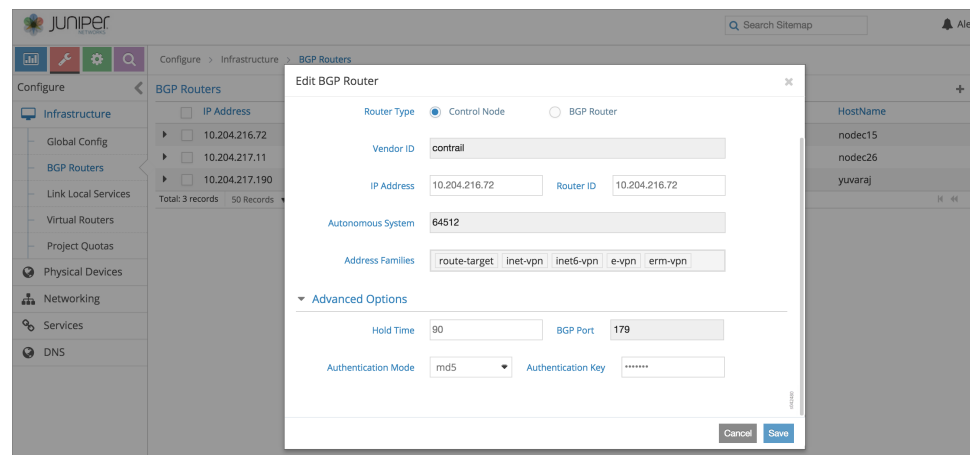 JUNIPER
NETWORKS
Search Sitemap
Ale
Configure > Infrastructure > BGP Routers
Configure
BGP Routers
Infrastructure
Global Config
BGP Routers
Link Local Services
Virtual Routers
Project Quotas
Physical Devices
Networking
Services
DNS
IP Address
HostName
10.204.216.72
nodec15
10.204.217.11
nodec26
10.204.217.190
yuvaraj
Total: 3 records 50 Records
Edit BGP Router
Router Type Control Node BGP Router
Vendor ID contrail
IP Address 10.204.216.72 Router ID 10.204.216.72
Autonomous System 64512
Address Families route-target inet-vpn inet6-vpn e-vpn erm-vpn
Advanced Options
Hold Time 90 BGP Port 179
Authentication Mode md5 Authentication Key •••••••
Cancel Save